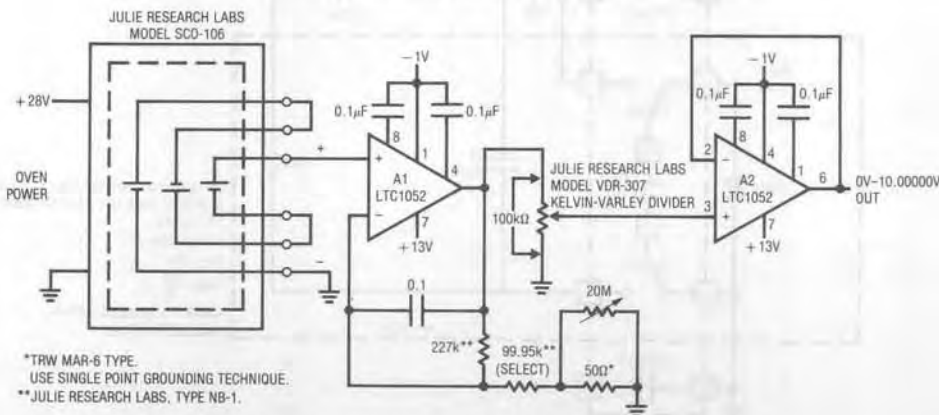 JULIE RESEARCH LABS
MODEL SCO-106
+28V
OVEN
POWER
+
−
−1V
0.1µF
0.1µF
8
1
4
+
−
A1
LTC1052
7
+13V
0.1
227k**
99.95k**
(SELECT)
20M
50Ω*
100kΩ
JULIE RESEARCH LABS
MODEL VDR-307
KELVIN-VARLEY DIVIDER
−1V
0.1µF
0.1µF
8
4
1
2
−
3
+
A2
LTC1052
6
7
+13V
0V–10.00000V
OUT
*TRW MAR-6 TYPE.
USE SINGLE POINT GROUNDING TECHNIQUE.
**JULIE RESEARCH LABS, TYPE NB-1.